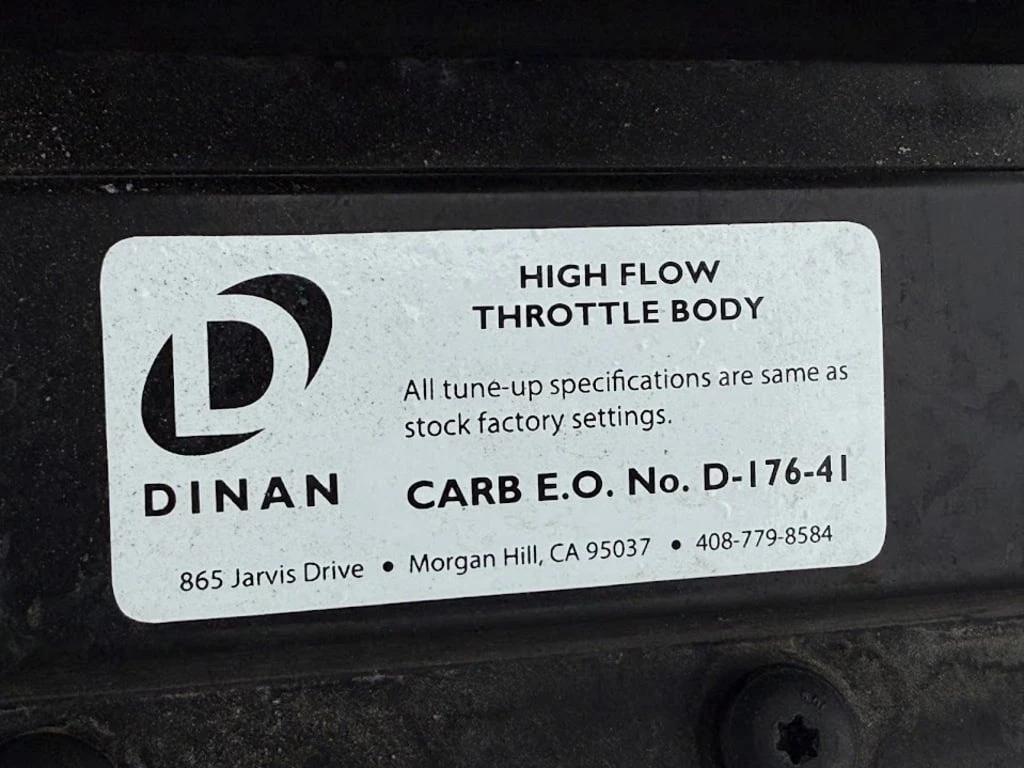 HIGH FLOW
THROTTLE BODY
All tune-up specifications are same as
stock factory settings.
DINAN
CARB E.O. No. D-176-41
865 Jarvis Drive • Morgan Hill, CA 95037 • 408-779-8584